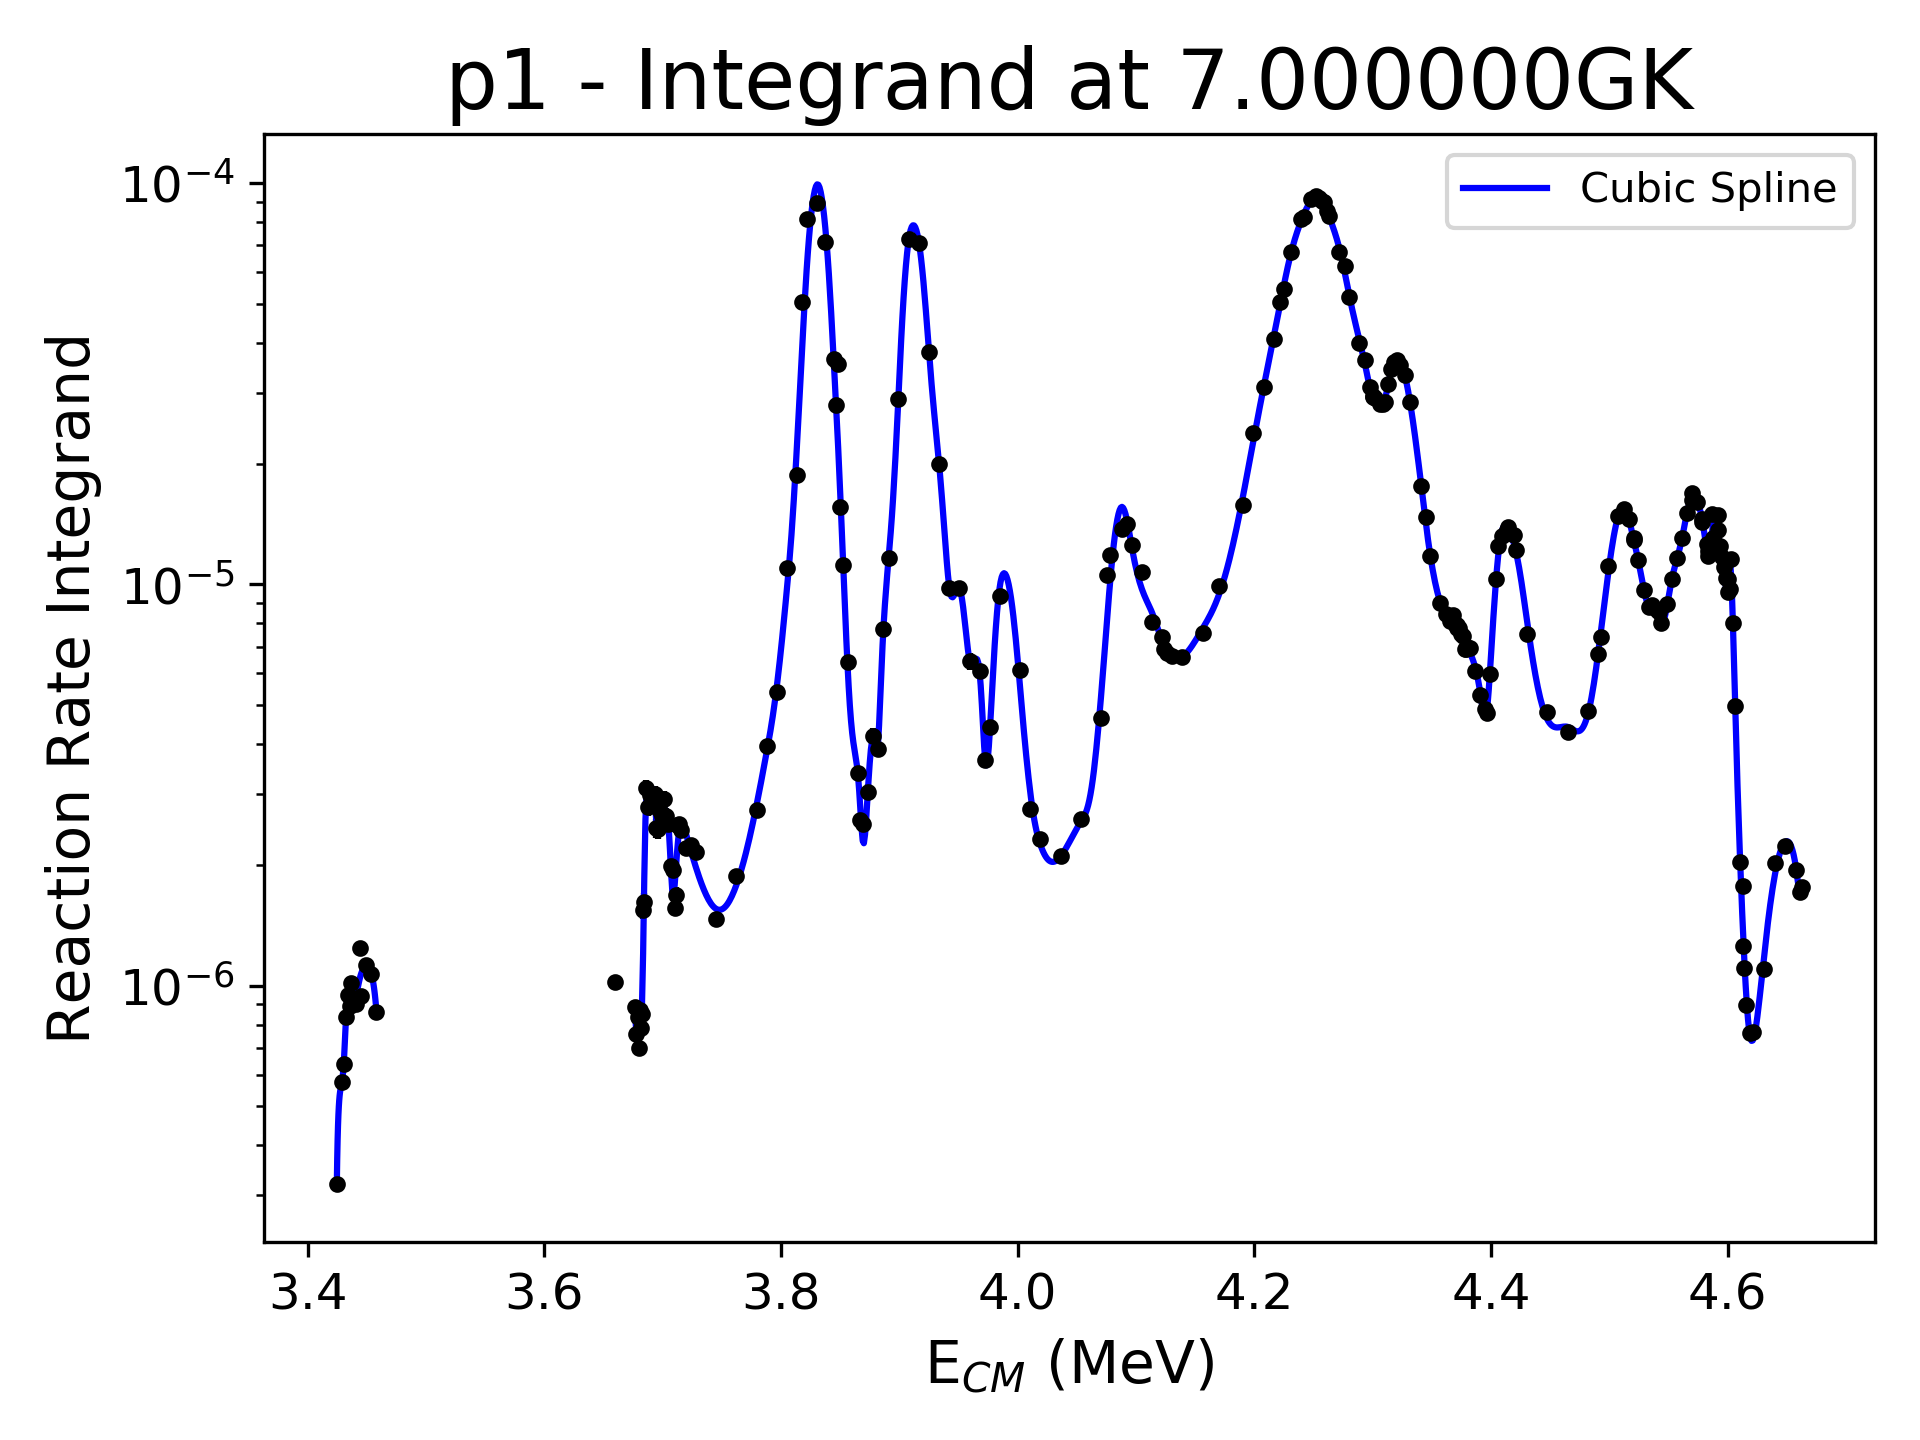 p1 - Integrand at 7.000000GK
Cubic Spline
Reaction Rate Integrand
10⁻⁴
10⁻⁵
10⁻⁶
3.4 3.6 3.8 4.0 4.2 4.4 4.6
E_CM (MeV)